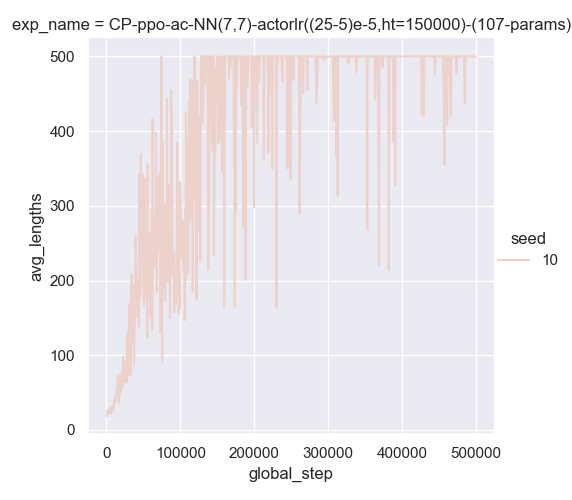 exp_name = CP-ppo-ac-NN(7,7)-actorlr((25-5)e-5,ht=150000)-(107-params)
500
400
300
200
100
0
avg_lengths
0 100000 200000 300000 400000 500000
global_step
seed
10